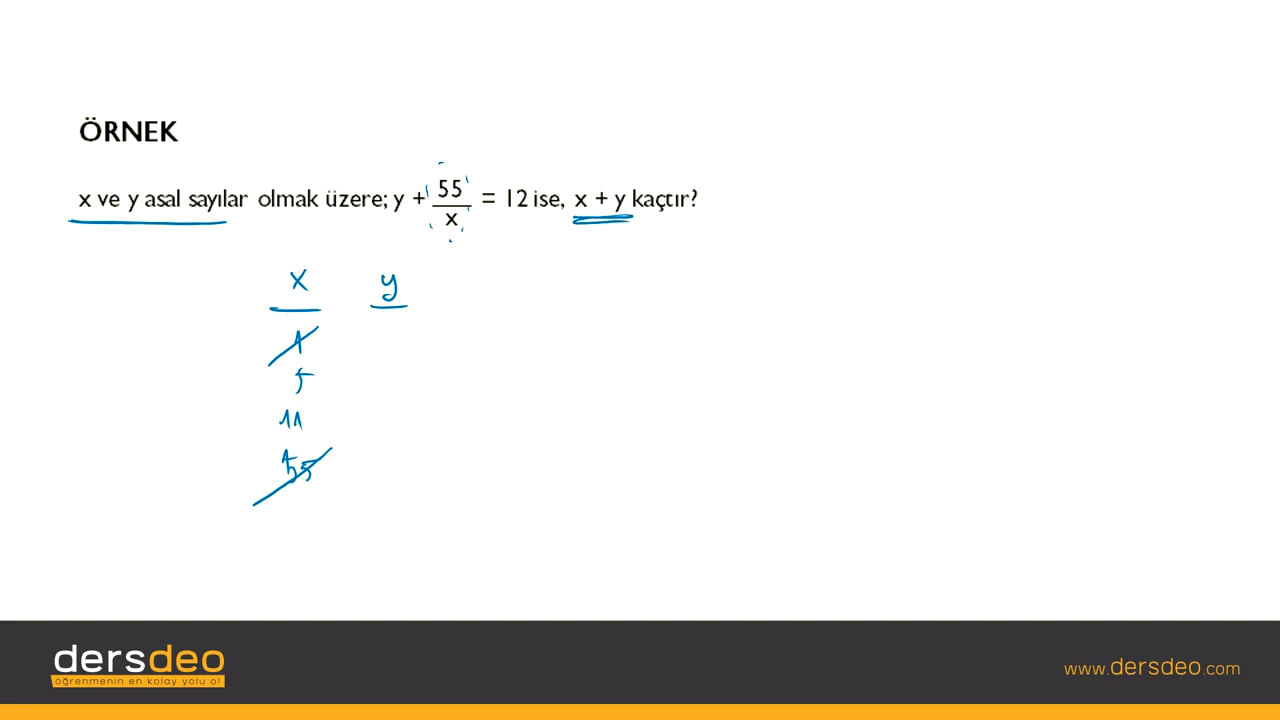 ÖRNEK
x ve y asal sayılar olmak üzere; y + 55/x = 12 ise, x + y kaçtır?
x y
1
5
11
55
dersdeo
öğrenmenin en kolay yolu o!
www.dersdeo.com